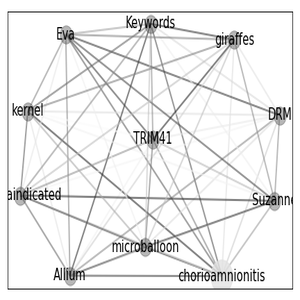 Keywords
Eva
giraffes
kernel
DRM
TRIM41
aindicated
Suzanne
microballoon
Allium
chorioamnionitis